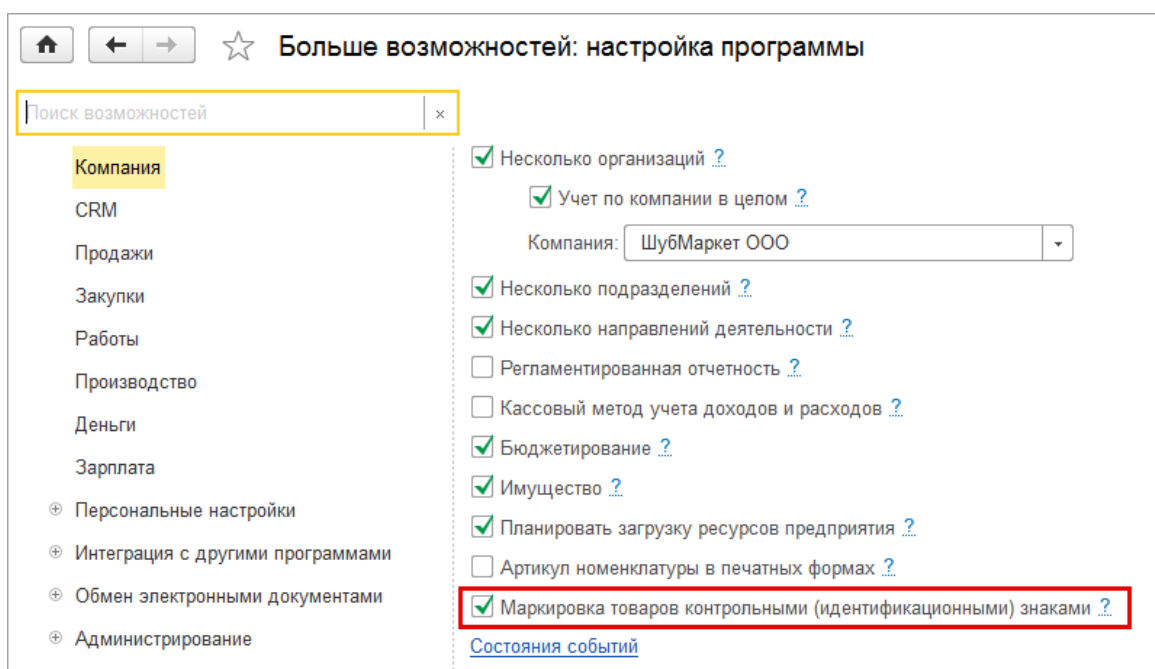 Больше возможностей: настройка программы
Поиск возможностей ×
Компания
CRM
Продажи
Закупки
Работы
Производство
Деньги
Зарплата
Персональные настройки
Интеграция с другими программами
Обмен электронными документами
Администрирование
Несколько организаций ?
Учет по компании в целом ?
Компания: ШубМаркет ООО
Несколько подразделений ?
Несколько направлений деятельности ?
Регламентированная отчетность ?
Кассовый метод учета доходов и расходов ?
Бюджетирование ?
Имущество ?
Планировать загрузку ресурсов предприятия ?
Артикул номенклатуры в печатных формах ?
Маркировка товаров контрольными (идентификационными) знаками ?
Состояния событий